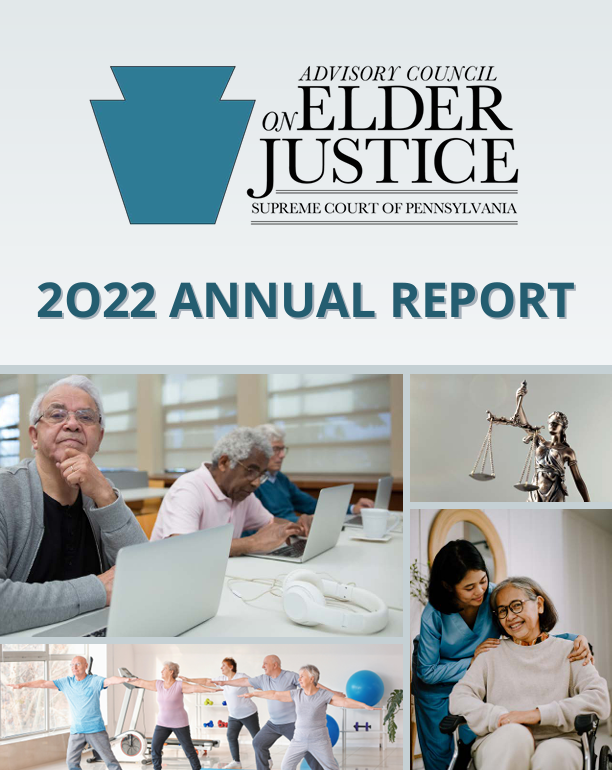 ADVISORY COUNCIL
ON ELDER
JUSTICE
SUPREME COURT OF PENNSYLVANIA
2022 ANNUAL REPORT